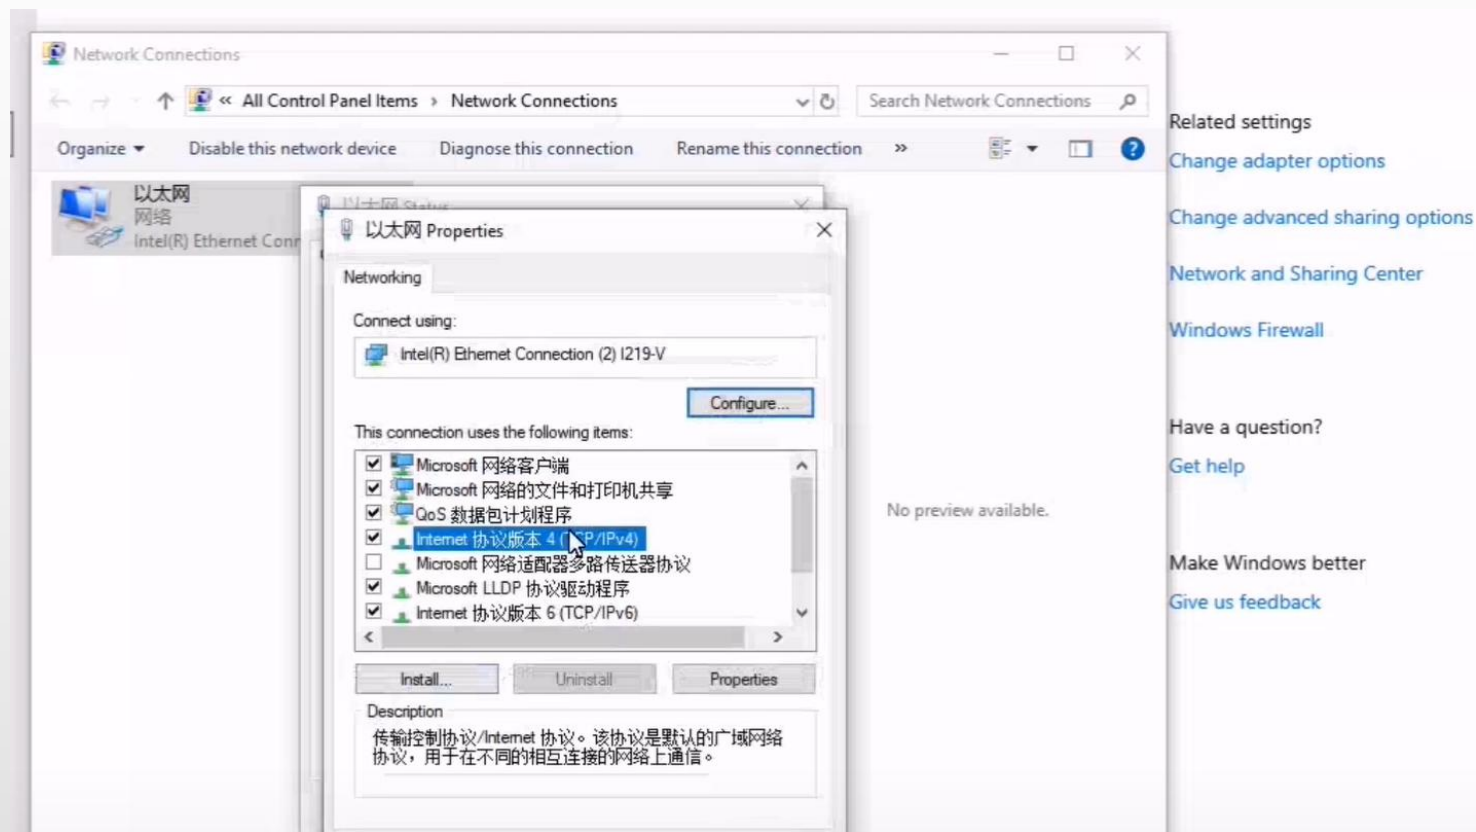 Network Connections
« All Control Panel Items › Network Connections
Search Network Connections
Organize
Disable this network device
Diagnose this connection
Rename this connection
»
以太网
网络
Intel(R) Ethernet Conn
以太网 Status
以太网 Properties
Networking
Connect using:
Intel(R) Ethernet Connection (2) I219-V
Configure...
This connection uses the following items:
Microsoft 网络客户端
Microsoft 网络的文件和打印机共享
QoS 数据包计划程序
Internet 协议版本 4 (TCP/IPv4)
Microsoft 网络适配器多路传送器协议
Microsoft LLDP 协议驱动程序
Internet 协议版本 6 (TCP/IPv6)
Install...
Uninstall
Properties
Description
传输控制协议/Internet 协议。该协议是默认的广域网络
协议，用于在不同的相互连接的网络上通信。
No preview available.
Related settings
Change adapter options
Change advanced sharing options
Network and Sharing Center
Windows Firewall
Have a question?
Get help
Make Windows better
Give us feedback